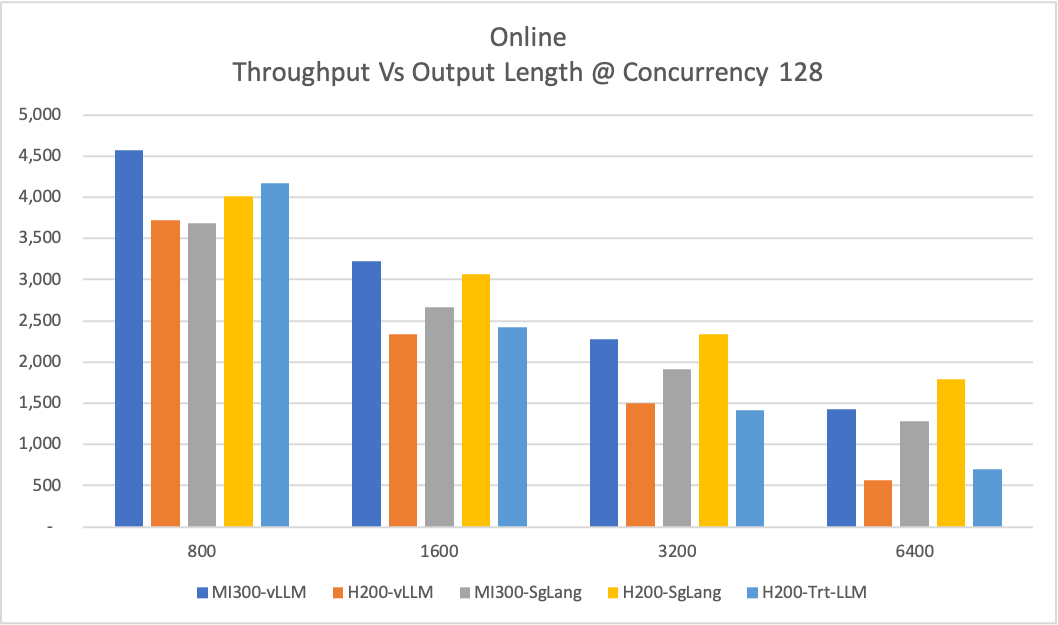 Online
Throughput Vs Output Length @ Concurrency 128
5,000
4,500
4,000
3,500
3,000
2,500
2,000
1,500
1,000
500
-
800 1600 3200 6400
MI300-vLLM H200-vLLM MI300-SgLang H200-SgLang H200-Trt-LLM